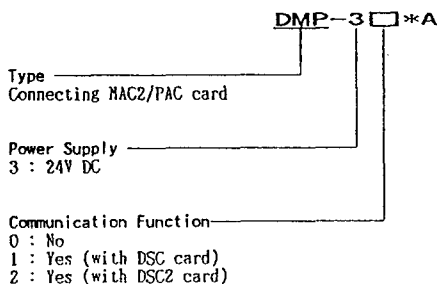 DMP-3□*A
Type
Connecting MAC2/PAC card
Power Supply
3 : 24V DC
Communication Function
0 : No
1 : Yes (with DSC card)
2 : Yes (with DSC2 card)